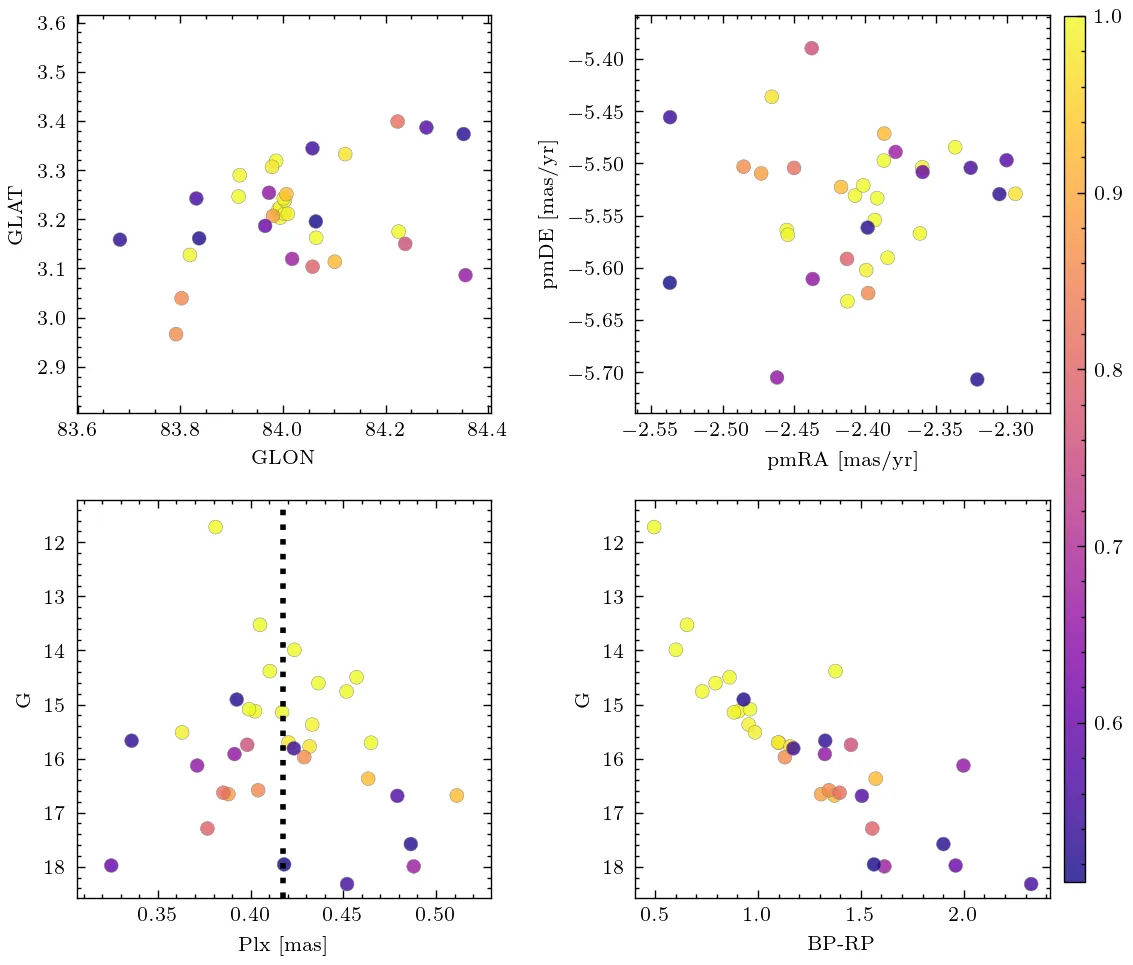 3.6
3.5
3.4
3.3
3.2
3.1
3.0
2.9
GLAT
83.6 83.8 84.0 84.2 84.4
GLON
−5.40
−5.45
−5.50
−5.55
−5.60
−5.65
−5.70
pmDE [mas/yr]
−2.55 −2.50 −2.45 −2.40 −2.35 −2.30
pmRA [mas/yr]
1.0
0.9
0.8
0.7
0.6
12
13
14
15
16
17
18
G
0.35 0.40 0.45 0.50
Plx [mas]
12
13
14
15
16
17
18
G
0.5 1.0 1.5 2.0
BP-RP